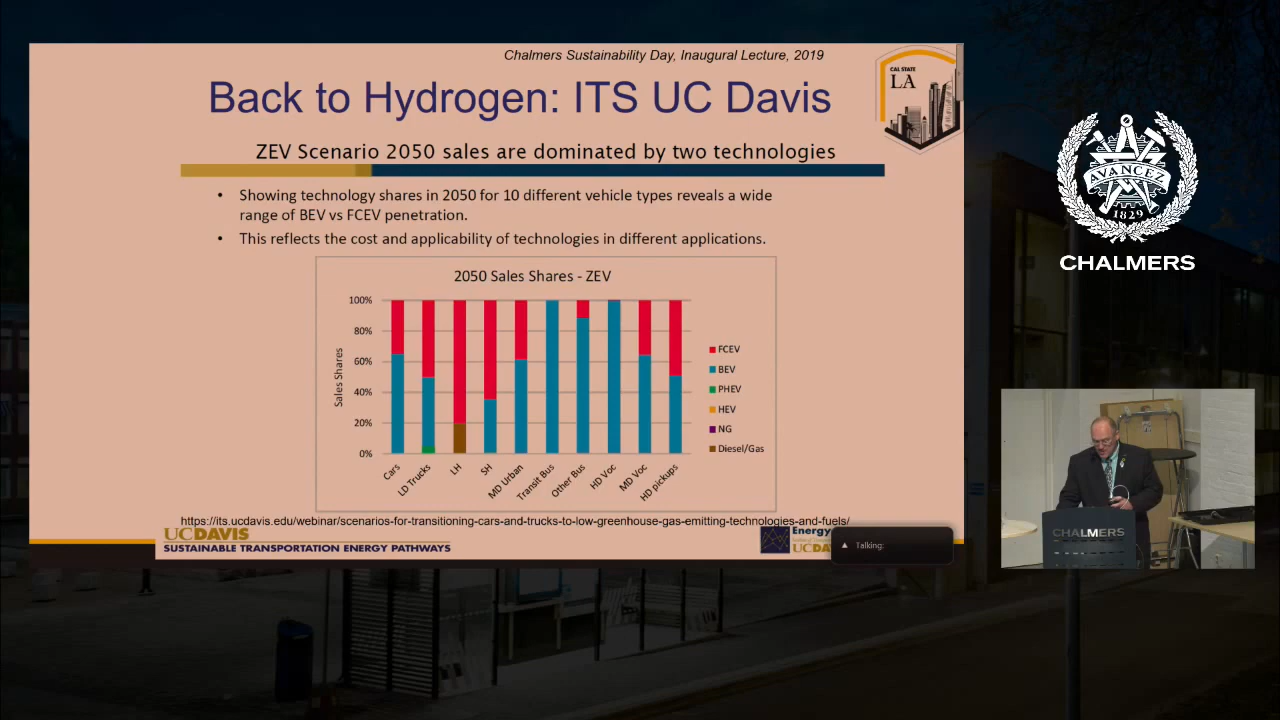 Chalmers Sustainability Day, Inaugural Lecture, 2019
CAL STATE
LA
Back to Hydrogen: ITS UC Davis
ZEV Scenario 2050 sales are dominated by two technologies
• Showing technology shares in 2050 for 10 different vehicle types reveals a wide
range of BEV vs FCEV penetration.
• This reflects the cost and applicability of technologies in different applications.
2050 Sales Shares - ZEV
100%
80%
60%
40%
20%
0%
Sales Shares
Cars
LD Trucks
LH
SH
MD Urban
Transit Bus
Other Bus
HD Voc
MD Voc
HD pickups
FCEV
BEV
PHEV
HEV
NG
Diesel/Gas
https://its.ucdavis.edu/webinar/scenarios-for-transitioning-cars-and-trucks-to-low-greenhouse-gas-emitting-technologies-and-fuels/
UCDAVIS
SUSTAINABLE TRANSPORTATION ENERGY PATHWAYS
Energy
UCDA
Talking:
AVANCEZ
1829
CHALMERS
CHALMERS